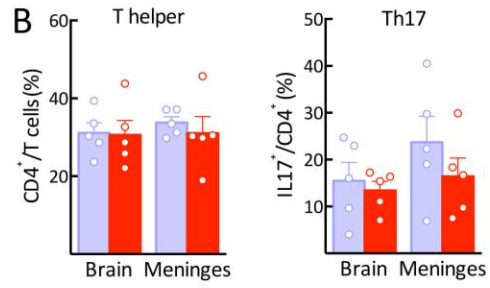 B
T helper
CD4⁺/T cells (%)
60
40
20
Brain Meninges
Th17
IL17⁺/CD4⁺ (%)
50
40
30
20
10
Brain Meninges